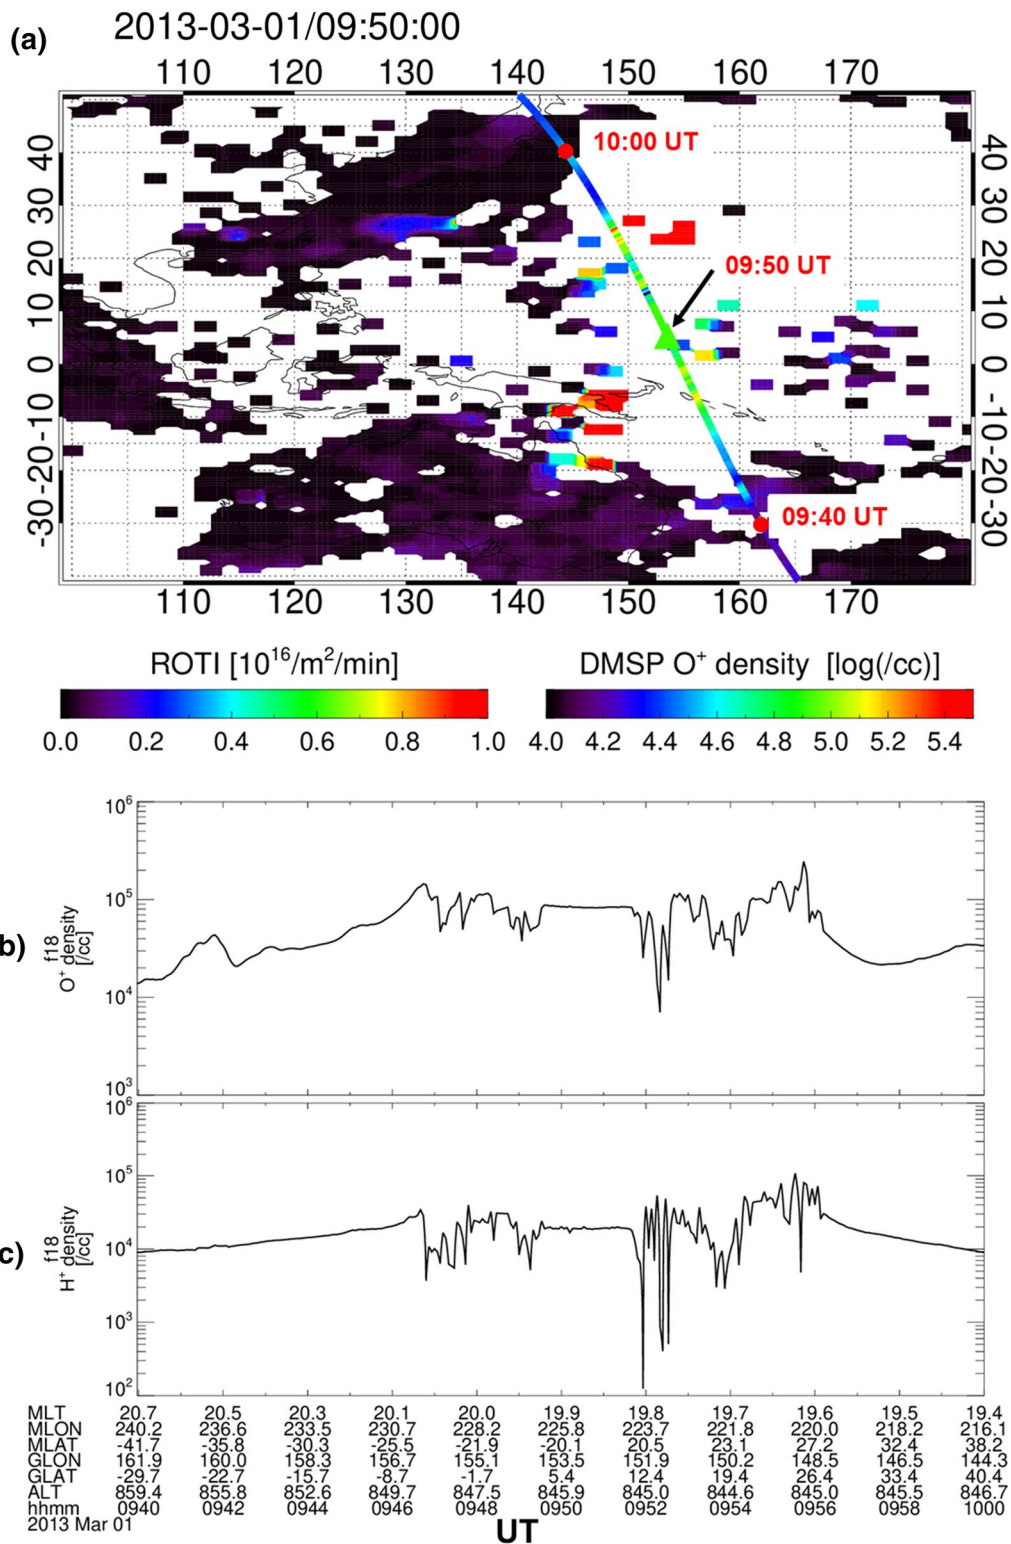 (a)
2013-03-01/09:50:00
110 120 130 140 150 160 170
40 30 20 10 0 -10 -20 -30
10:00 UT
09:50 UT
09:40 UT
40 30 20 10 0 -10 -20 -30
110 120 130 140 150 160 170
ROTI [10¹⁶/m²/min]
0.0 0.2 0.4 0.6 0.8 1.0
DMSP O⁺ density [log(/cc)]
4.0 4.2 4.4 4.6 4.8 5.0 5.2 5.4
b)
f18
O⁺ density
[/cc]
10⁶
10⁵
10⁴
10³
c)
f18
H⁺ density
[/cc]
10⁶
10⁵
10⁴
10³
10²
MLT 20.7 20.5 20.3 20.1 20.0 19.9 19.8 19.7 19.6 19.5 19.4
MLON 240.2 236.6 233.5 230.7 228.2 225.8 223.7 221.8 220.0 218.2 216.1
MLAT -41.7 -35.8 -30.3 -25.5 -21.9 -20.1 20.5 23.1 27.2 32.4 38.2
GLON 161.9 160.0 158.3 156.7 155.1 153.5 151.9 150.2 148.5 146.5 144.3
GLAT -29.7 -22.7 -15.7 -8.7 -1.7 5.4 12.4 19.4 26.4 33.4 40.4
ALT 859.4 855.8 852.6 849.7 847.5 845.9 845.0 844.6 845.0 845.5 846.7
hhmm 0940 0942 0944 0946 0948 0950 0952 0954 0956 0958 1000
2013 Mar 01
UT